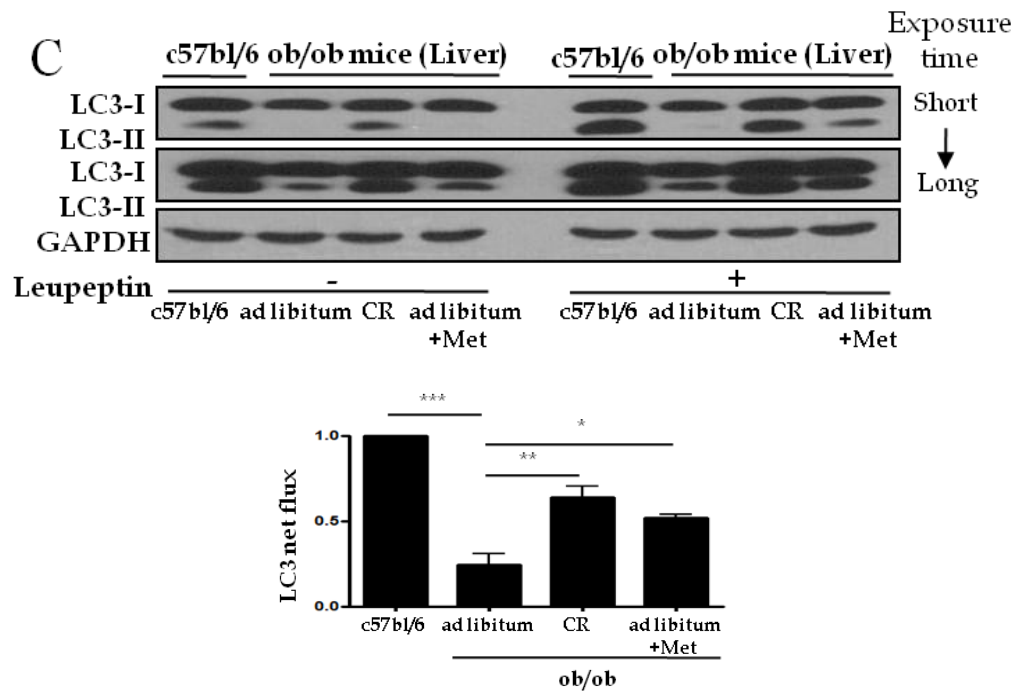 C
c57bl/6 ob/ob mice (Liver) c57bl/6 ob/ob mice (Liver)
Exposure
time
LC3-I
LC3-II
Short
LC3-I
LC3-II
Long
GAPDH
Leupeptin - +
c57bl/6 ad libitum CR ad libitum
+Met
c57bl/6 ad libitum CR ad libitum
+Met
***
*
**
1.0
0.5
0.0
LC3 net flux
c57bl/6 ad libitum CR ad libitum
+Met
ob/ob